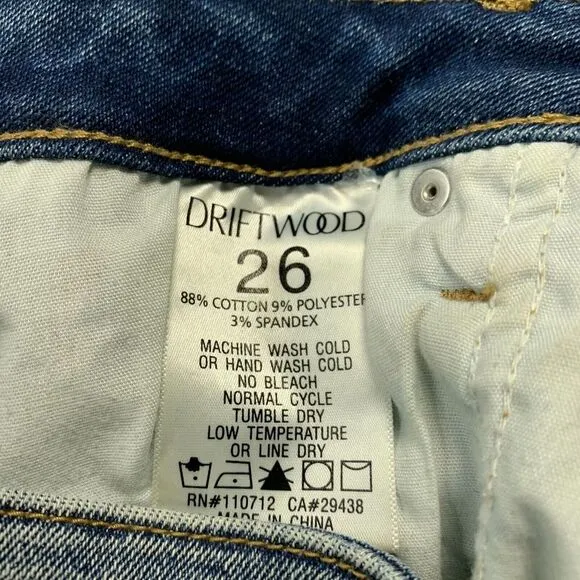 DRIFTWOOD
26
88% COTTON 9% POLYESTER
3% SPANDEX
MACHINE WASH COLD
OR HAND WASH COLD
NO BLEACH
NORMAL CYCLE
TUMBLE DRY
LOW TEMPERATURE
OR LINE DRY
RN#110712 CA#29438
MADE IN CHINA